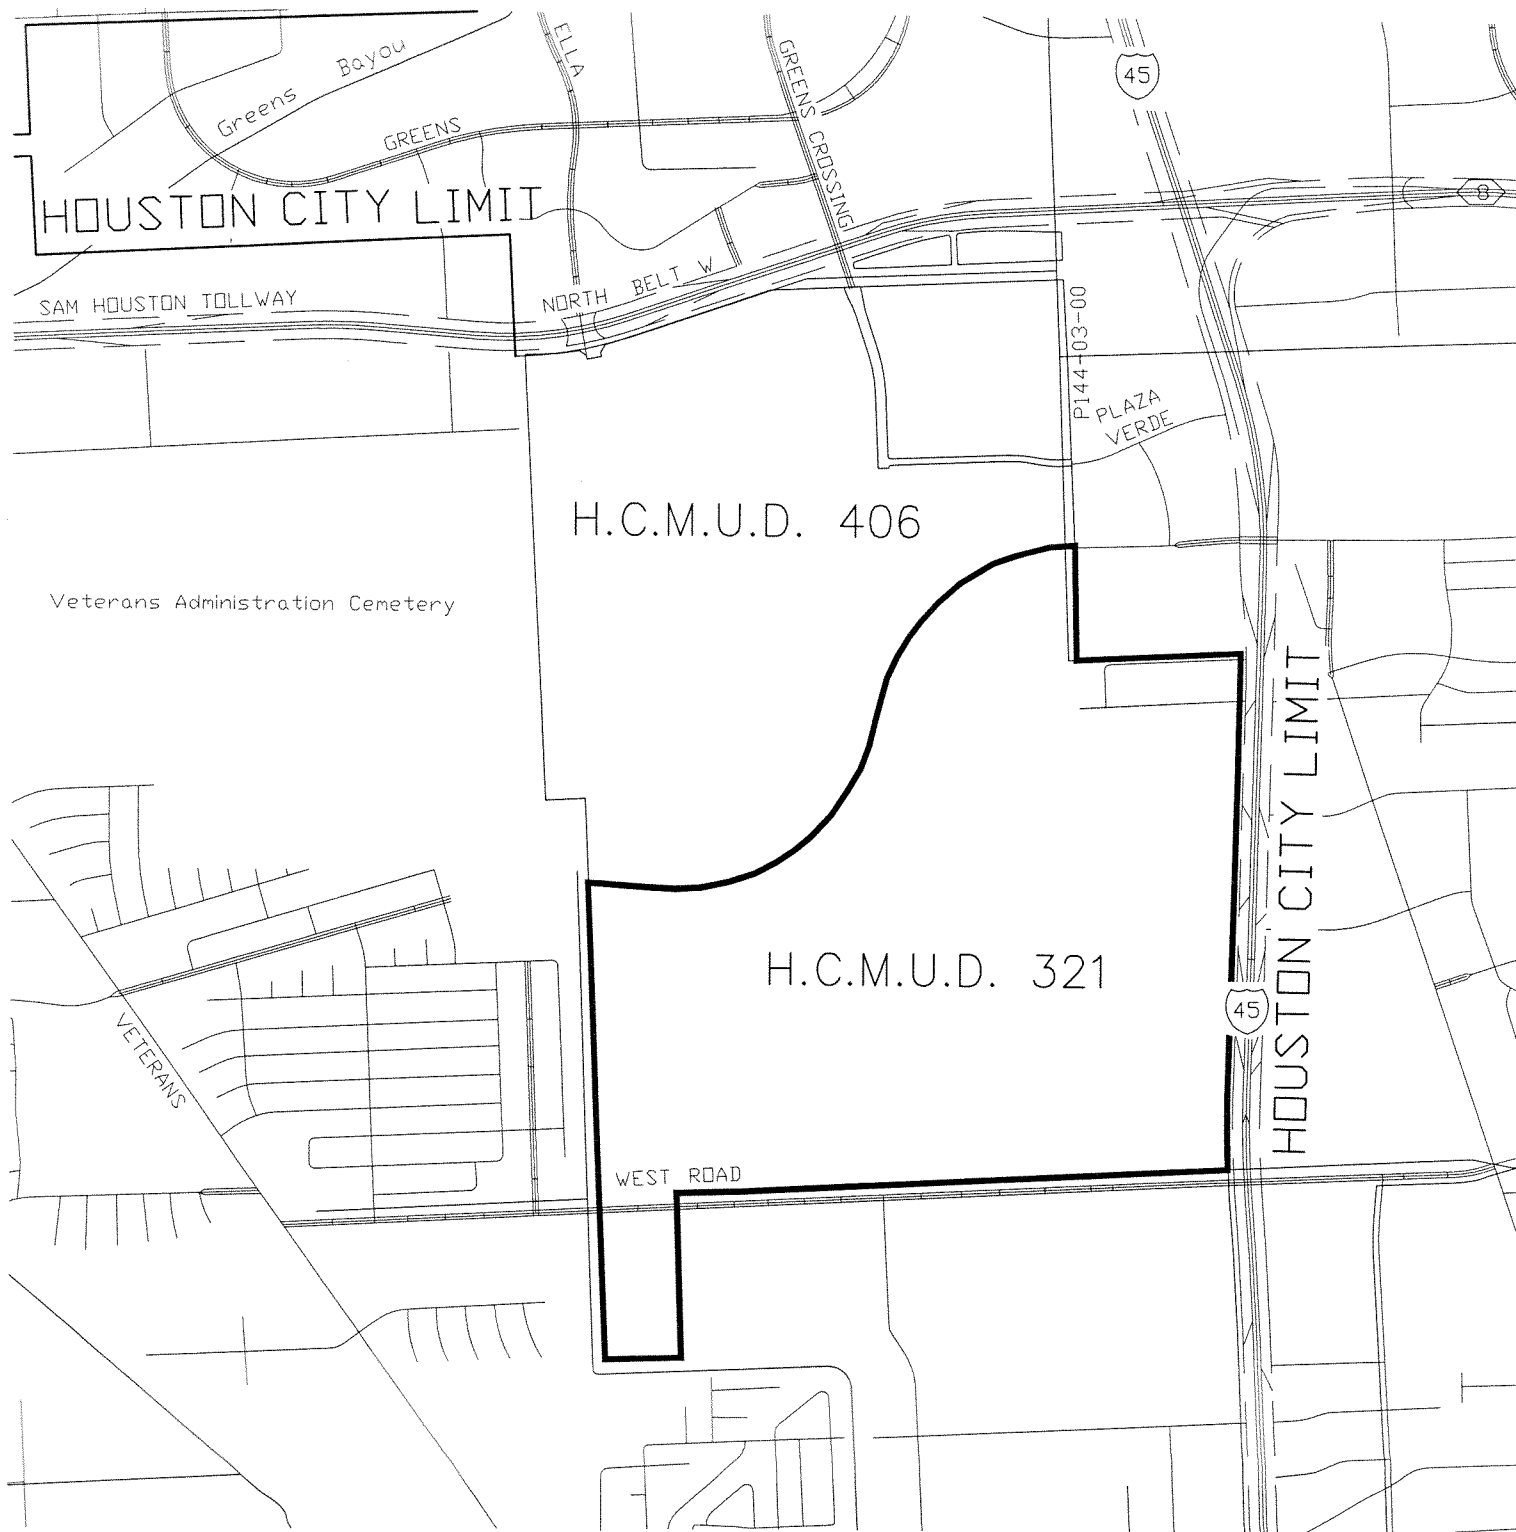 ELLA
GREENS CROSSING
45
Greens Bayou
GREENS
8
HOUSTON CITY LIMIT
SAM HOUSTON TOLLWAY
NORTH BELT W
P144-03-00
PLAZA
VERDE
H.C.M.U.D. 406
Veterans Administration Cemetery
HOUSTON CITY LIMIT
H.C.M.U.D. 321
45
VETERANS
WEST ROAD